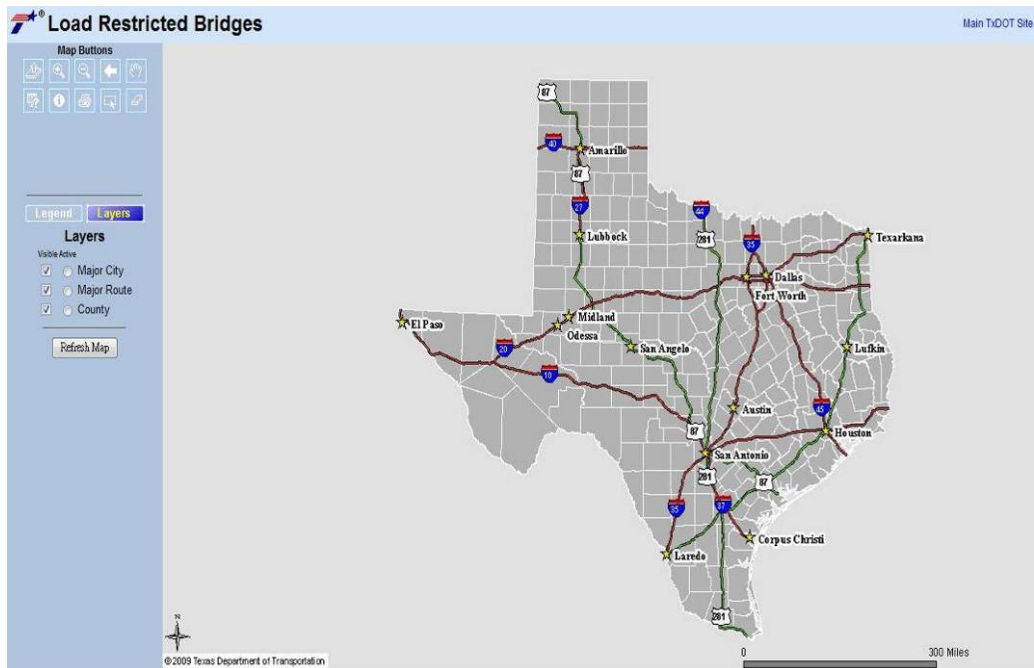 ® Load Restricted Bridges
Main TxDOT Site
Map Buttons
Legend Layers
Layers
Visible Active
Major City
Major Route
County
Refresh Map
87
40
Amarillo
87
27
Lubbock
44
281
35
Texarkana
Dallas
Fort Worth
Midland
Odessa
El Paso
20
San Angelo
Lufkin
10
Austin
45
87
Houston
San Antonio
281
87
35
37
Corpus Christi
Laredo
281
N
©2009 Texas Department of Transportation
0 300 Miles